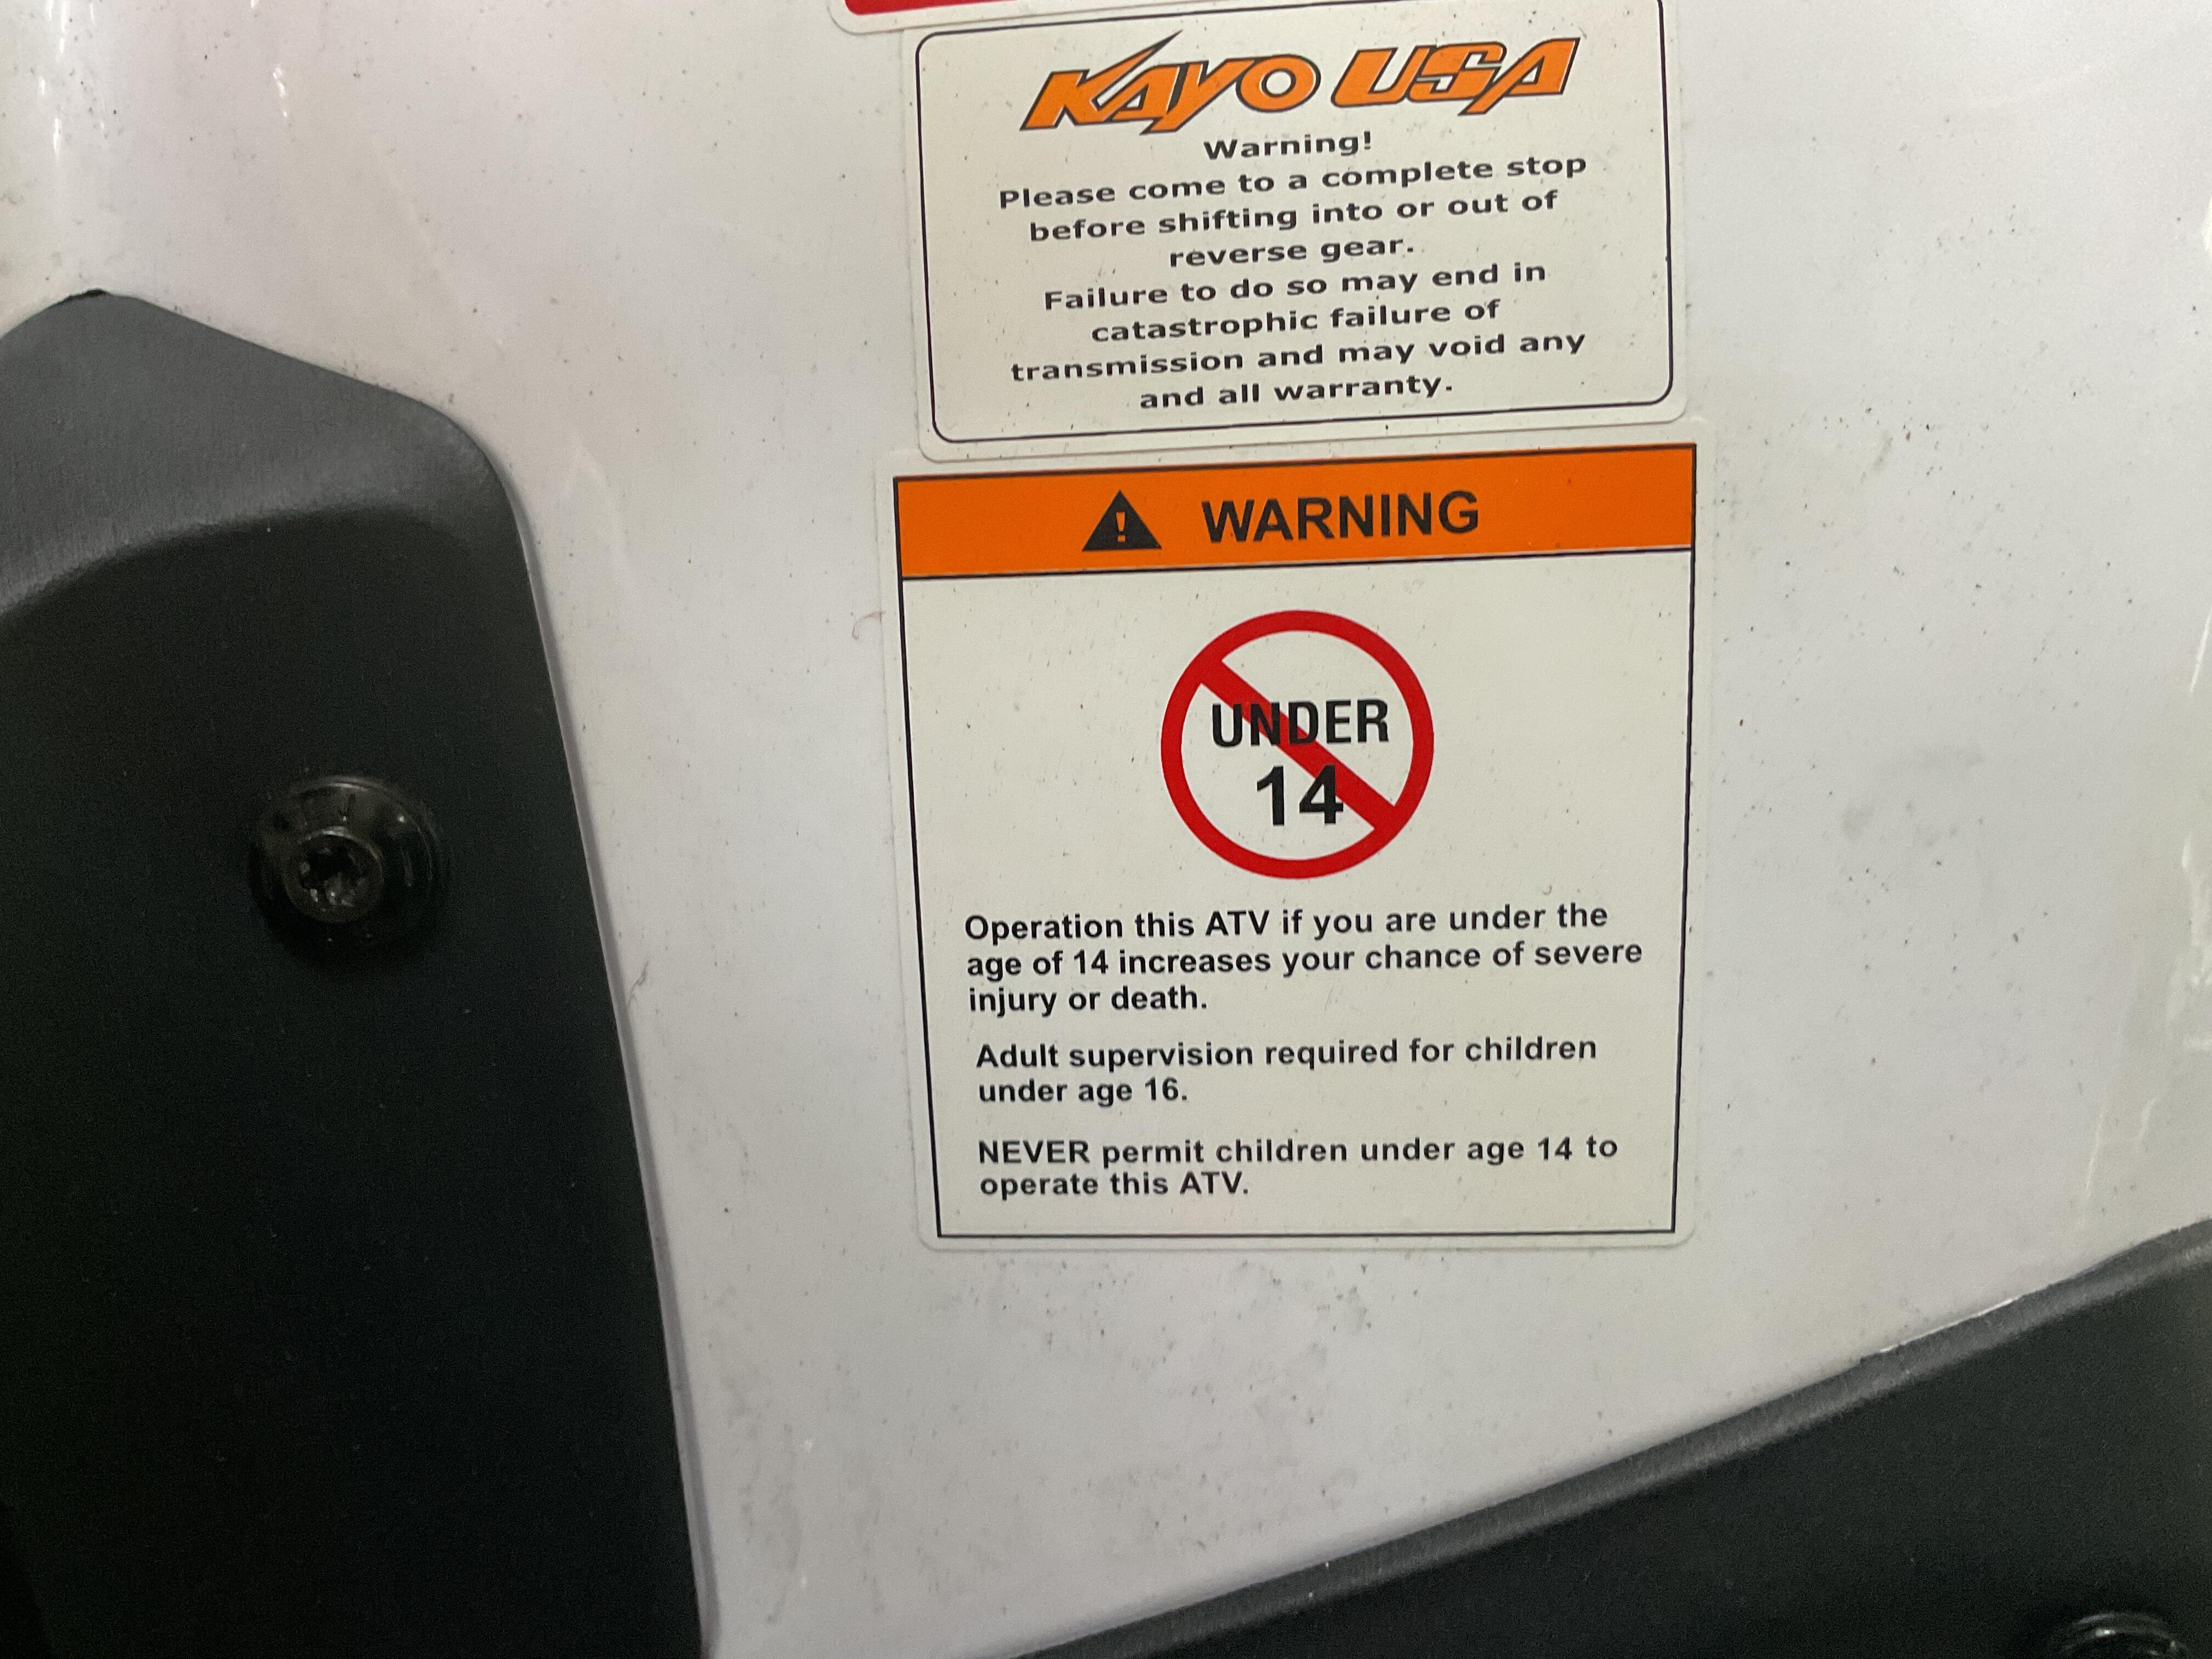 KAYO USA
Warning!
Please come to a complete stop
before shifting into or out of
reverse gear.
Failure to do so may end in
catastrophic failure of
transmission and may void any
and all warranty.
WARNING
UNDER
14
Operation this ATV if you are under the
age of 14 increases your chance of severe
injury or death.
Adult supervision required for children
under age 16.
NEVER permit children under age 14 to
operate this ATV.